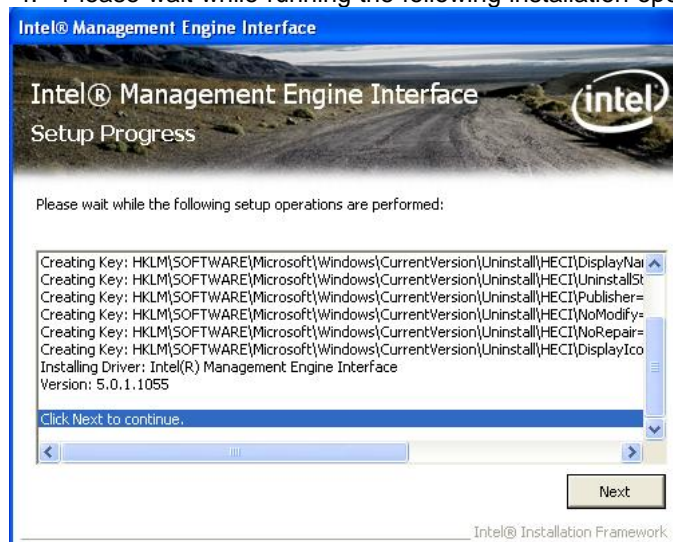 Please wait while running the following installation
Intel® Management Engine Interface
Intel® Management Engine Interface
Setup Progress
intel
Please wait while the following setup operations are performed:
Creating Key: HKLM\SOFTWARE\Microsoft\Windows\CurrentVersion\Uninstall\HECI\DisplayNa
Creating Key: HKLM\SOFTWARE\Microsoft\Windows\CurrentVersion\Uninstall\HECI\UninstallSt
Creating Key: HKLM\SOFTWARE\Microsoft\Windows\CurrentVersion\Uninstall\HECI\Publisher=
Creating Key: HKLM\SOFTWARE\Microsoft\Windows\CurrentVersion\Uninstall\HECI\NoModify=
Creating Key: HKLM\SOFTWARE\Microsoft\Windows\CurrentVersion\Uninstall\HECI\NoRepair=
Creating Key: HKLM\SOFTWARE\Microsoft\Windows\CurrentVersion\Uninstall\HECI\DisplayIco
Installing Driver: Intel(R) Management Engine Interface
Version: 5.0.1.1055
Click Next to continue.
Next
Intel® Installation Framework